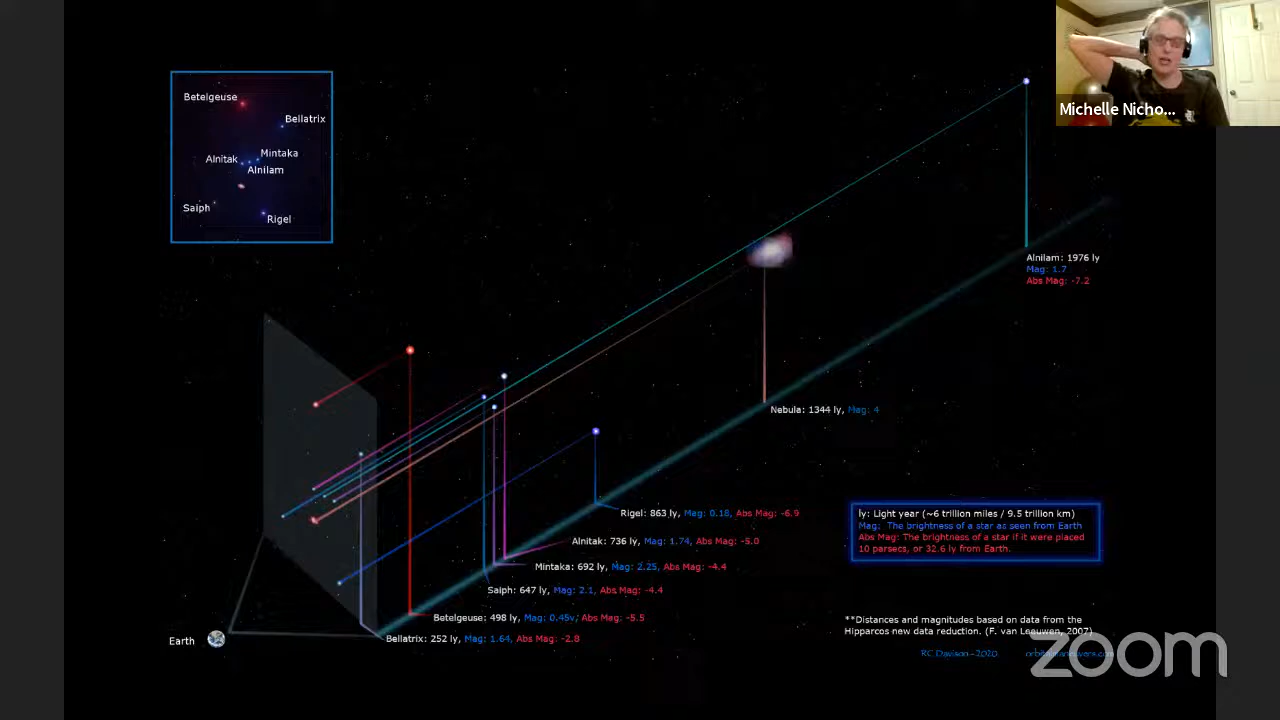 Michelle Nicho...
Betelgeuse
Bellatrix
Alnitak
Mintaka
Alnilam
Saiph
Rigel
Alnilam: 1976 ly
Mag: 1.7
Abs Mag: -7.2
Nebula: 1344 ly, Mag: 4
Rigel: 863 ly, Mag: 0.18, Abs Mag: -6.9
Alnitak: 736 ly, Mag: 1.74, Abs Mag: -5.0
Mintaka: 692 ly, Mag: 2.25, Abs Mag: -4.4
Saiph: 647 ly, Mag: 2.1, Abs Mag: -4.4
Betelgeuse: 498 ly, Mag: 0.45v, Abs Mag: -5.5
Bellatrix: 252 ly, Mag: 1.64, Abs Mag: -2.8
Earth
ly: Light year (~6 trillion miles / 9.5 trillion km)
Mag: The brightness of a star as seen from Earth
Abs Mag: The brightness of a star if it were placed
10 parsecs, or 32.6 ly from Earth.
**Distances and magnitudes based on data from the
Hipparcos new data reduction. (F. van Leeuwen, 2007)
RC Davison - 2020
zoom